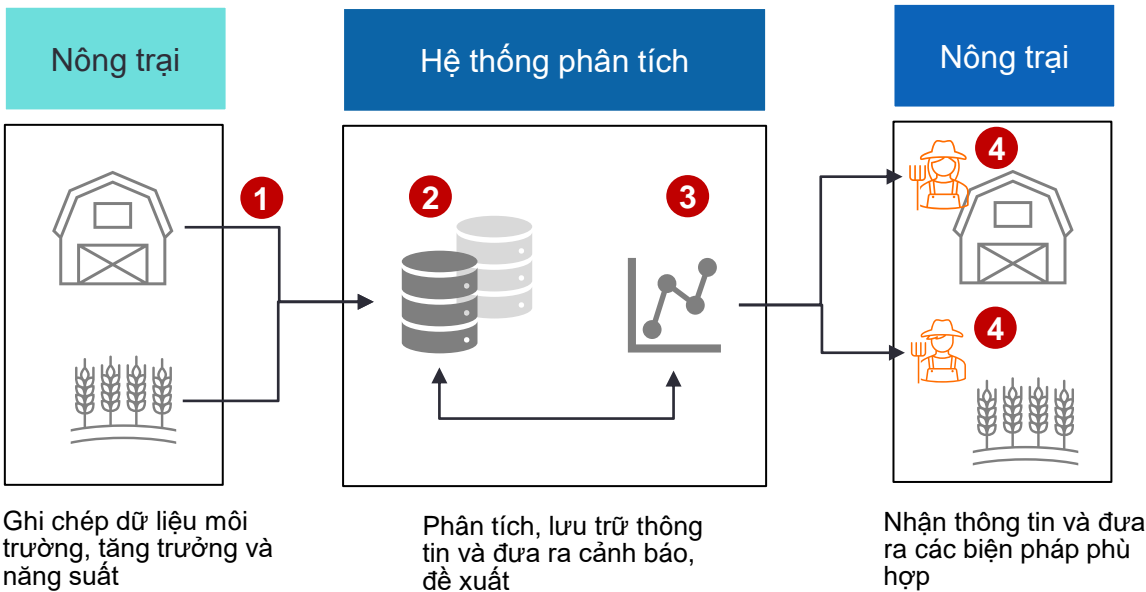 Nông trại
Hệ thống phân tích
Nông trại
1
2
3
4
4
Ghi chép dữ liệu môi
trường, tăng trưởng và
năng suất
Phân tích, lưu trữ thông
tin và đưa ra cảnh báo,
đề xuất
Nhận thông tin và đưa
ra các biện pháp phù
hợp